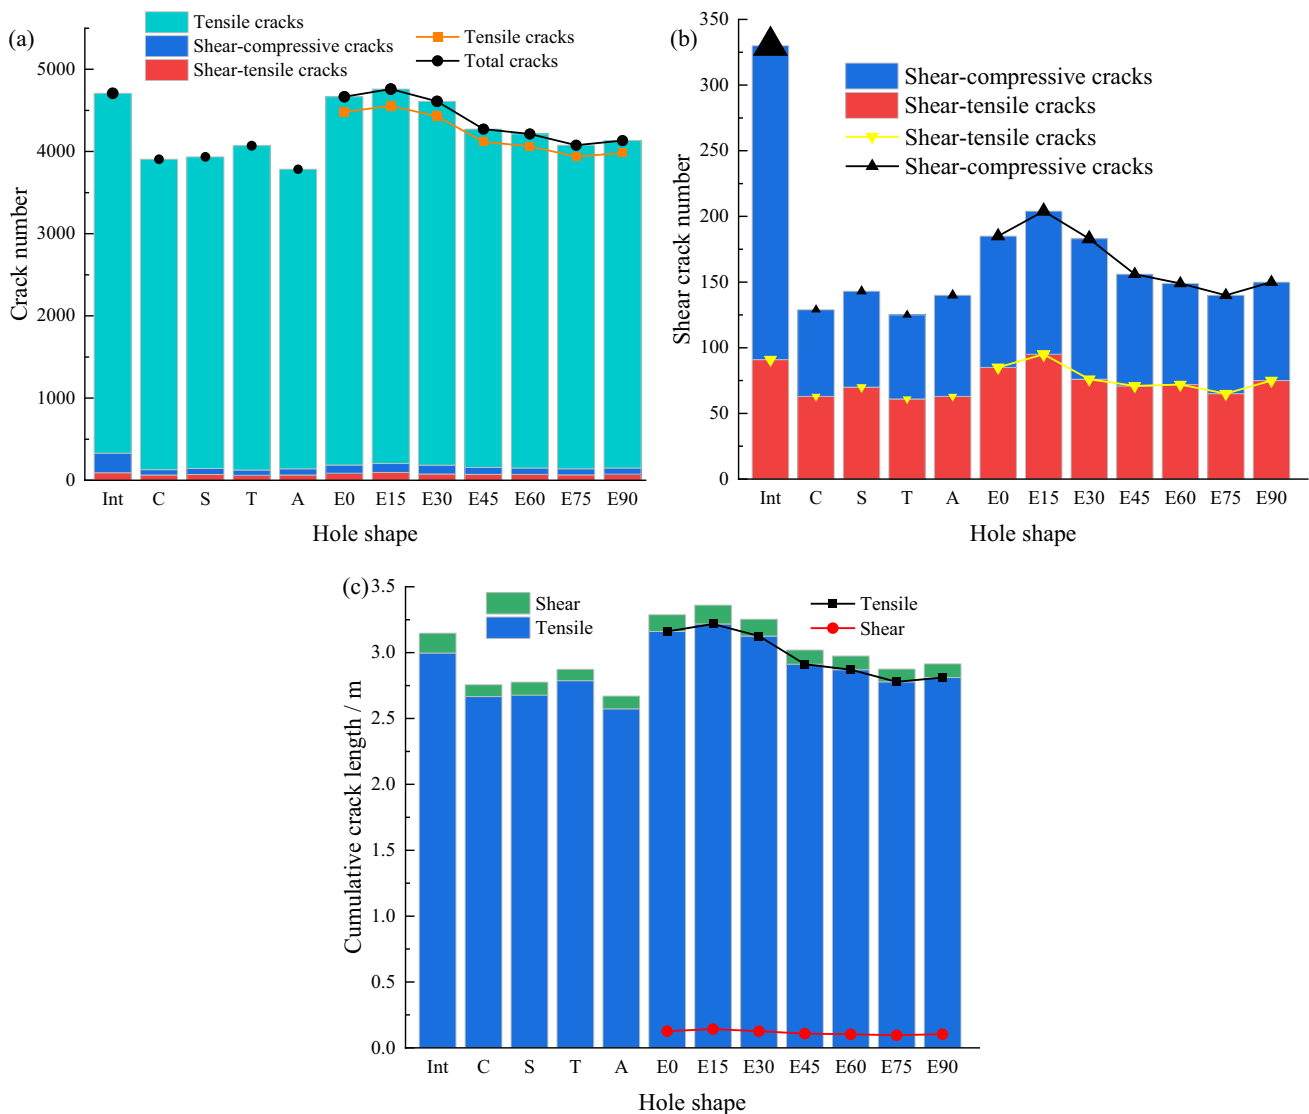 (a)
Tensile cracks
Shear-compressive cracks
Shear-tensile cracks
Tensile cracks
Total cracks
5000
4000
3000
2000
1000
0
Crack number
Int C S T A E0 E15 E30 E45 E60 E75 E90
Hole shape
(b)
Shear-compressive cracks
Shear-tensile cracks
Shear-tensile cracks
Shear-compressive cracks
350
300
250
200
150
100
50
0
Shear crack number
Int C S T A E0 E15 E30 E45 E60 E75 E90
Hole shape
(c)
Shear
Tensile
Tensile
Shear
3.5
3.0
2.5
2.0
1.5
1.0
0.5
0.0
Cumulative crack length / m
Int C S T A E0 E15 E30 E45 E60 E75 E90
Hole shape